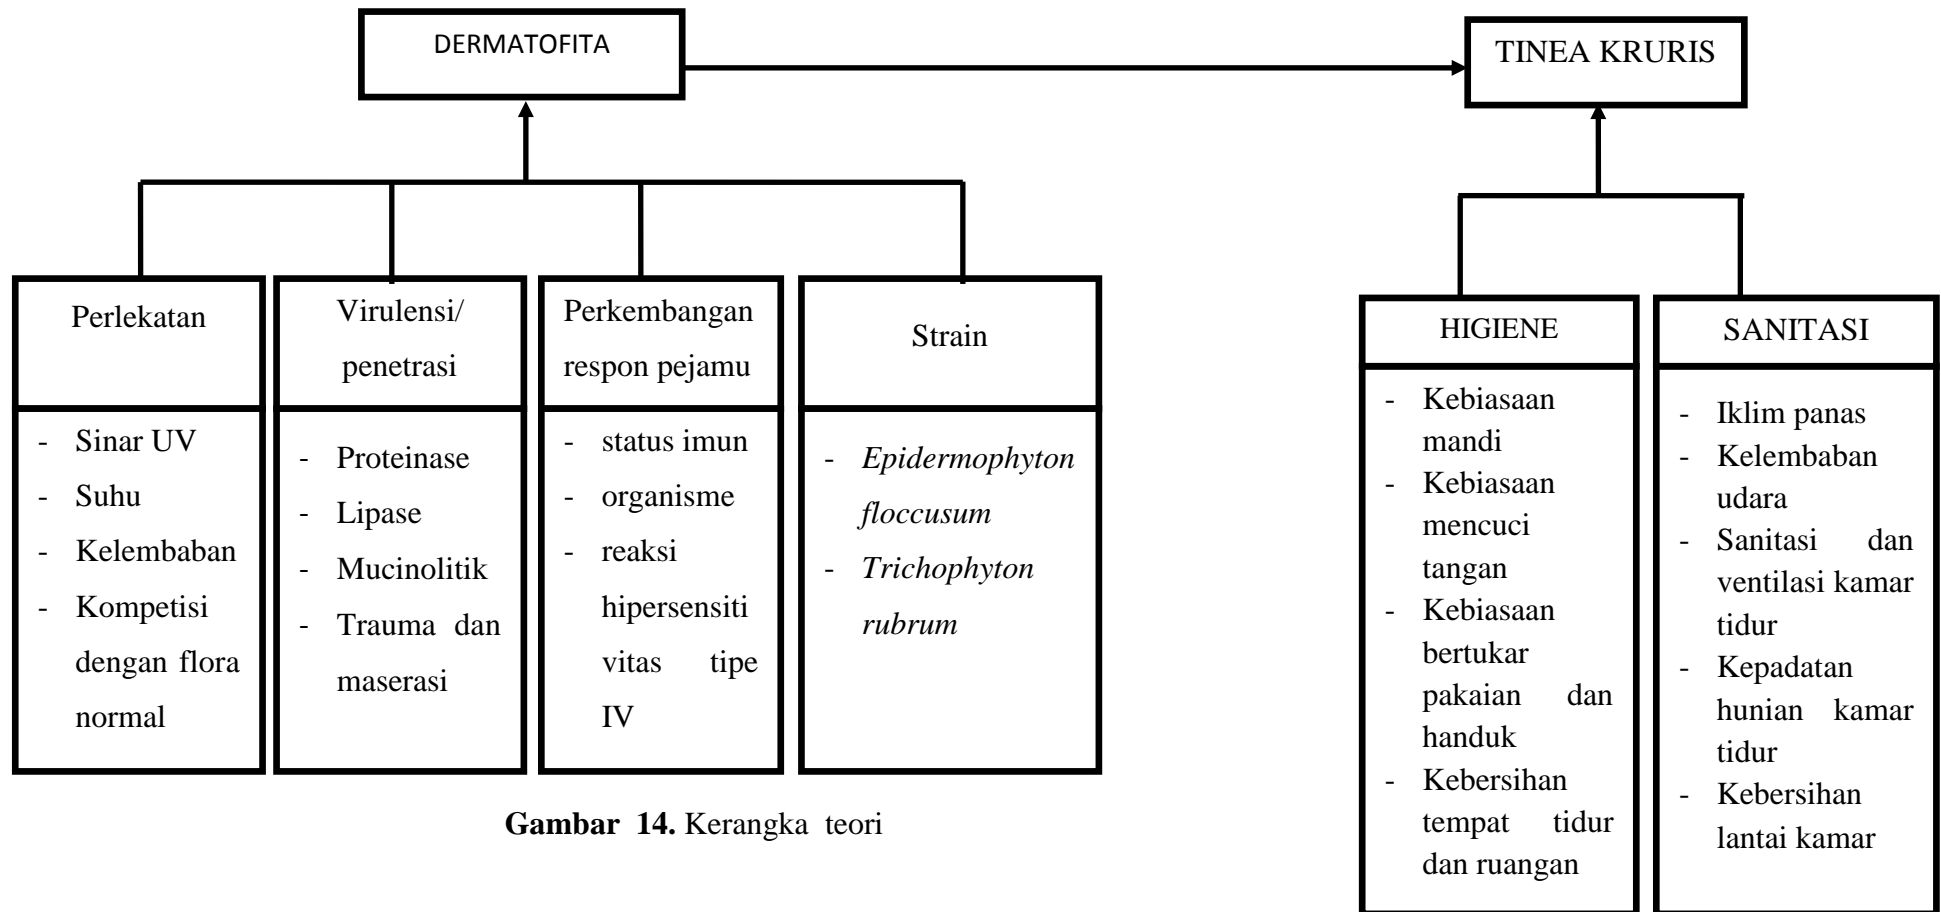 DERMATOFITA
TINEA KRURIS
Perlekatan
- Sinar UV
- Suhu
- Kelembaban
- Kompetisi
dengan flora
normal
Virulensi/
penetrasi
- Proteinase
- Lipase
- Mucinolitik
- Trauma dan
maserasi
Perkembangan
respon pejamu
- status imun
- organisme
- reaksi
hipersensiti
vitas tipe
IV
Strain
- Epidermophyton
floccusum
- Trichophyton
rubrum
HIGIENE
- Kebiasaan
mandi
- Kebiasaan
mencuci
tangan
- Kebiasaan
bertukar
pakaian dan
handuk
- Kebersihan
tempat tidur
dan ruangan
SANITASI
- Iklim panas
- Kelembaban
udara
- Sanitasi dan
ventilasi kamar
tidur
- Kepadatan
hunian kamar
tidur
- Kebersihan
lantai kamar
Gambar 14. Kerangka teori